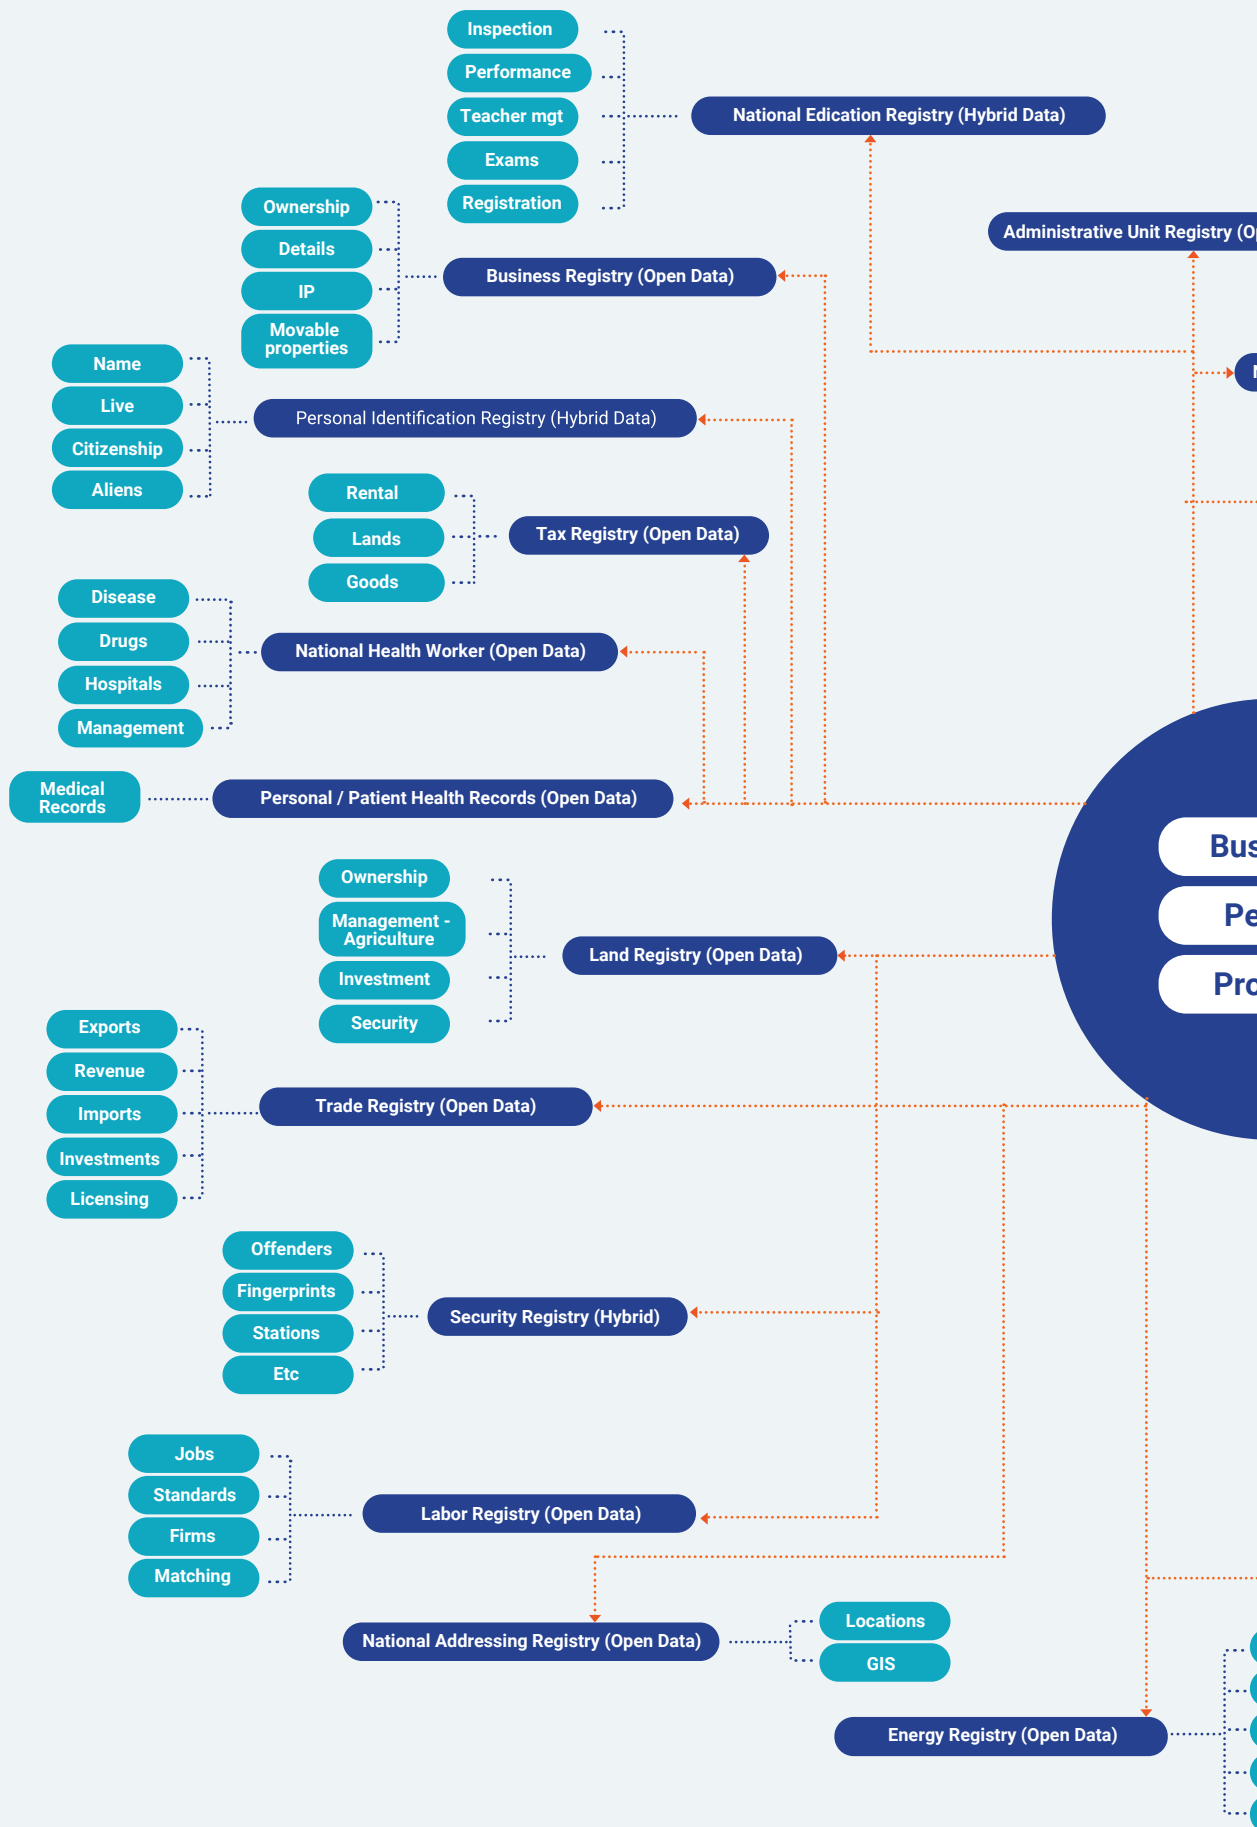 Inspection
Performance
Teacher mgt
Exams
Registration
National Edication Registry (Hybrid Data)
Administrative Unit Registry
Ownership
Details
IP
Movable
properties
Business Registry (Open Data)
Name
Live
Citizenship
Aliens
Personal Identification Registry (Hybrid Data)
Rental
Lands
Goods
Tax Registry (Open Data)
Disease
Drugs
Hospitals
Management
National Health Worker (Open Data)
Medical
Records
Personal / Patient Health Records (Open Data)
Ownership
Management -
Agriculture
Investment
Security
Land Registry (Open Data)
Exports
Revenue
Imports
Investments
Licensing
Trade Registry (Open Data)
Offenders
Fingerprints
Stations
Etc
Security Registry (Hybrid)
Jobs
Standards
Firms
Matching
Labor Registry (Open Data)
National Addressing Registry (Open Data)
Locations
GIS
Energy Registry (Open Data)